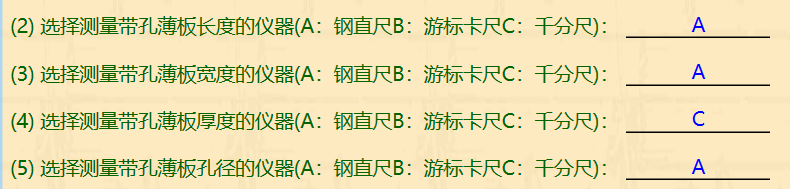 (2) 选择测量带孔薄板长度的仪器(A：钢直尺B：游标卡尺C：千分尺)： A
(3) 选择测量带孔薄板宽度的仪器(A：钢直尺B：游标卡尺C：千分尺)： A
(4) 选择测量带孔薄板厚度的仪器(A：钢直尺B：游标卡尺C：千分尺)： C
(5) 选择测量带孔薄板孔径的仪器(A：钢直尺B：游标卡尺C：千分尺)： A